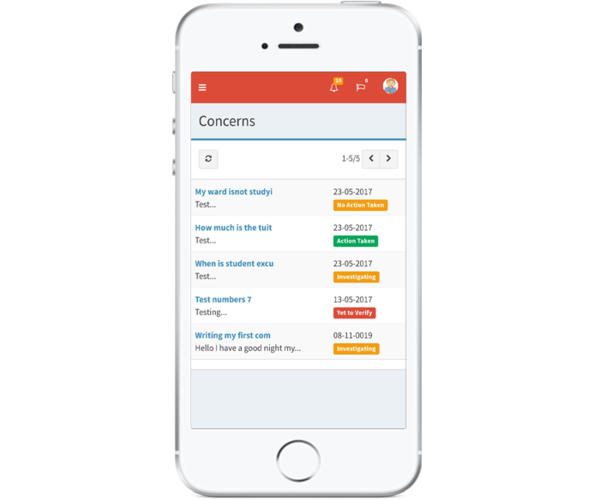 10
0
Concerns
1-5/5
My ward isnot studyi 23-05-2017
Test... No Action Taken
How much is the tuit 23-05-2017
Test... Action Taken
When is student excu 23-05-2017
Test... Investigating
Test numbers 7 13-05-2017
Testing... Yet to Verify
Writing my first com 08-11-0019
Hello I have a good night my... Investigating